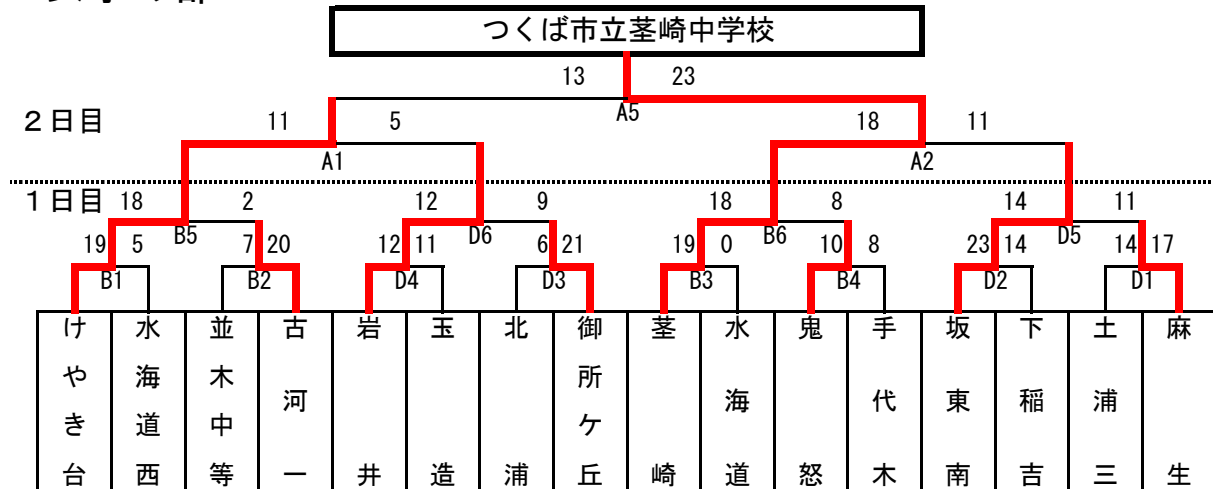 つくば市立茎崎中学校
13 23
A5
2日目 11 5 18 11
A1 A2
1日目 18 2 12 9 18 8 14 11
B5 D6 B6 D5
19 5 7 20 12 11 6 21 19 0 10 8 23 14 14 17
B1 B2 D4 D3 B3 B4 D2 D1
けやき台
水海道西
並木中等
古河一
岩井
玉造
北浦
御所ケ丘
茎崎
水海道
鬼怒
手代木
坂東南
下稲吉
土浦三
麻生